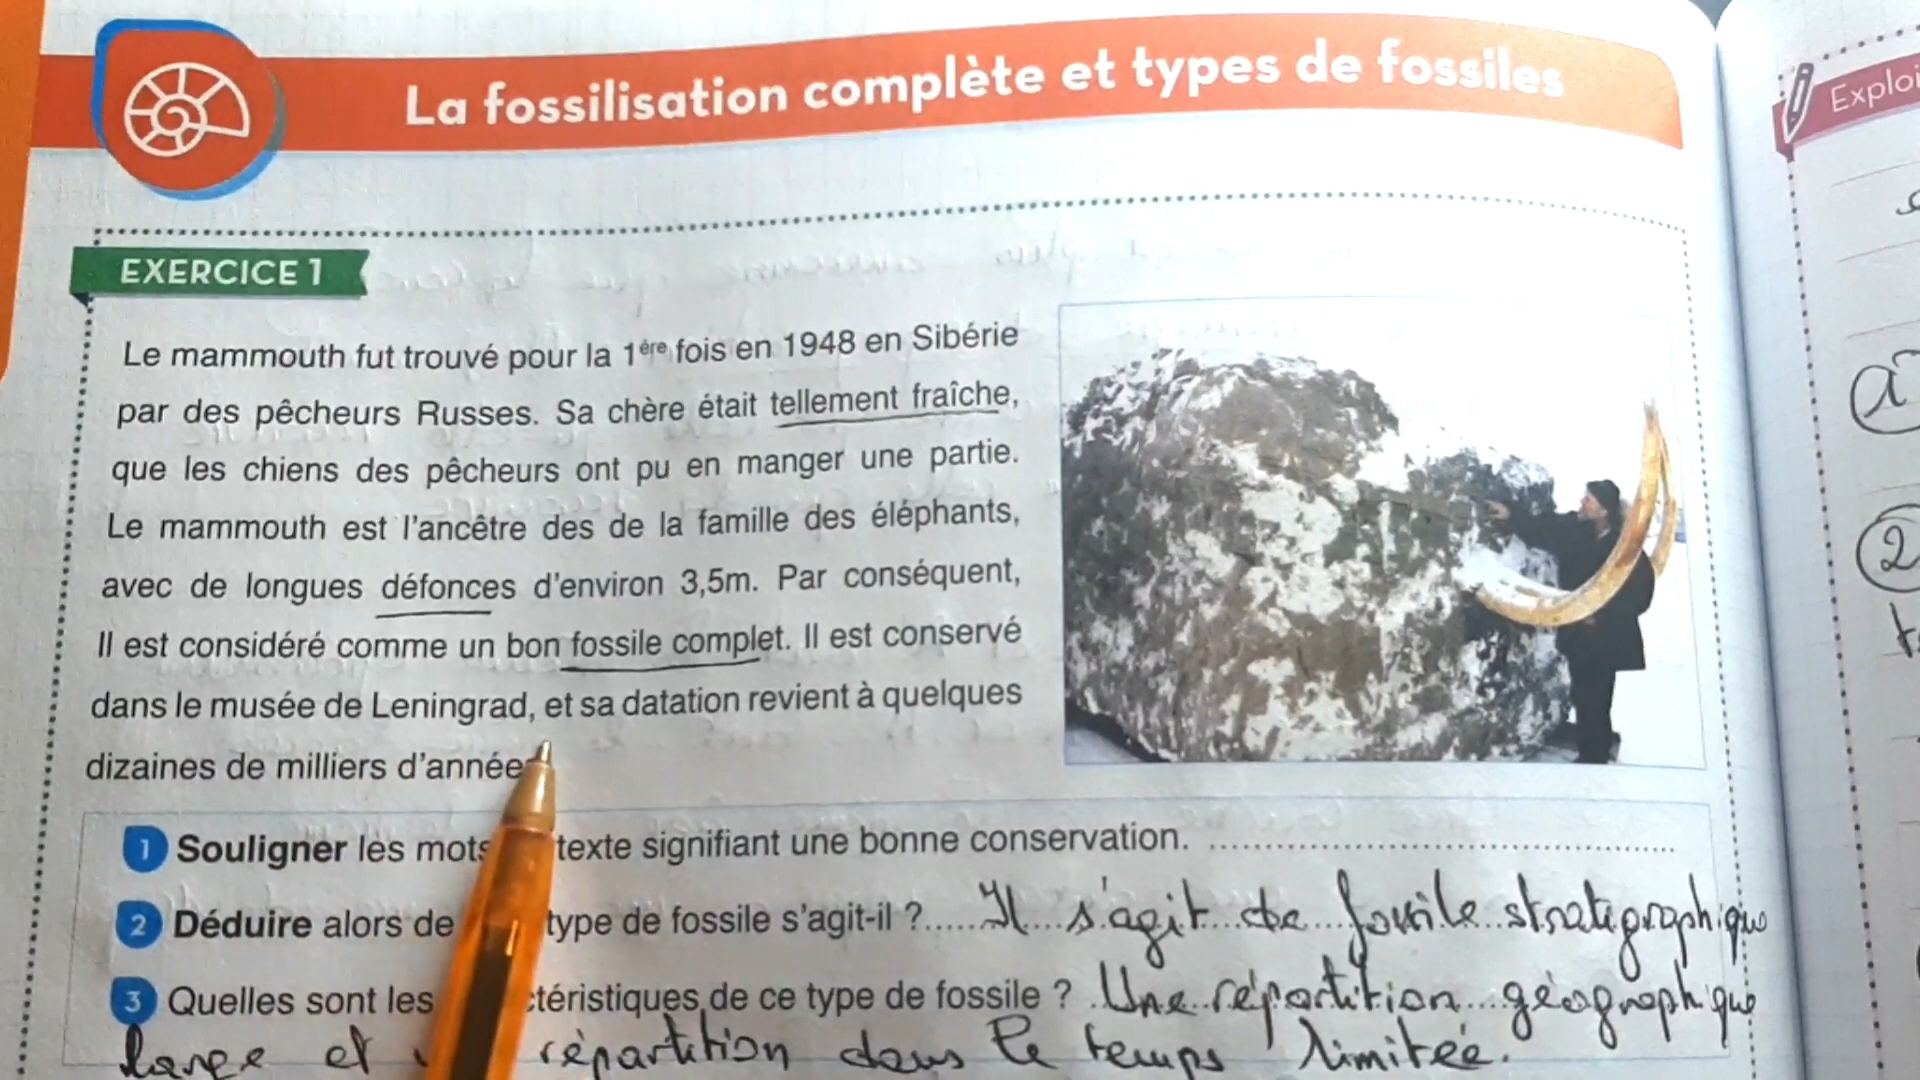 La fossilisation complète et types de fossiles
Exploi
EXERCICE 1
Le mammouth fut trouvé pour la 1ère fois en 1948 en Sibérie
par des pêcheurs Russes. Sa chère était tellement fraîche,
que les chiens des pêcheurs ont pu en manger une partie.
Le mammouth est l'ancêtre des de la famille des éléphants,
avec de longues défonces d'environ 3,5m. Par conséquent,
Il est considéré comme un bon fossile complet. Il est conservé
dans le musée de Leningrad, et sa datation revient à quelques
dizaines de milliers d'année
1 Souligner les mots texte signifiant une bonne conservation.
2 Déduire alors de type de fossile s'agit-il ? Il s'agit de fossile stratigraphique
3 Quelles sont les ctéristiques de ce type de fossile ? Une répartition géographique
large et répartition dans le temps limitée.
2